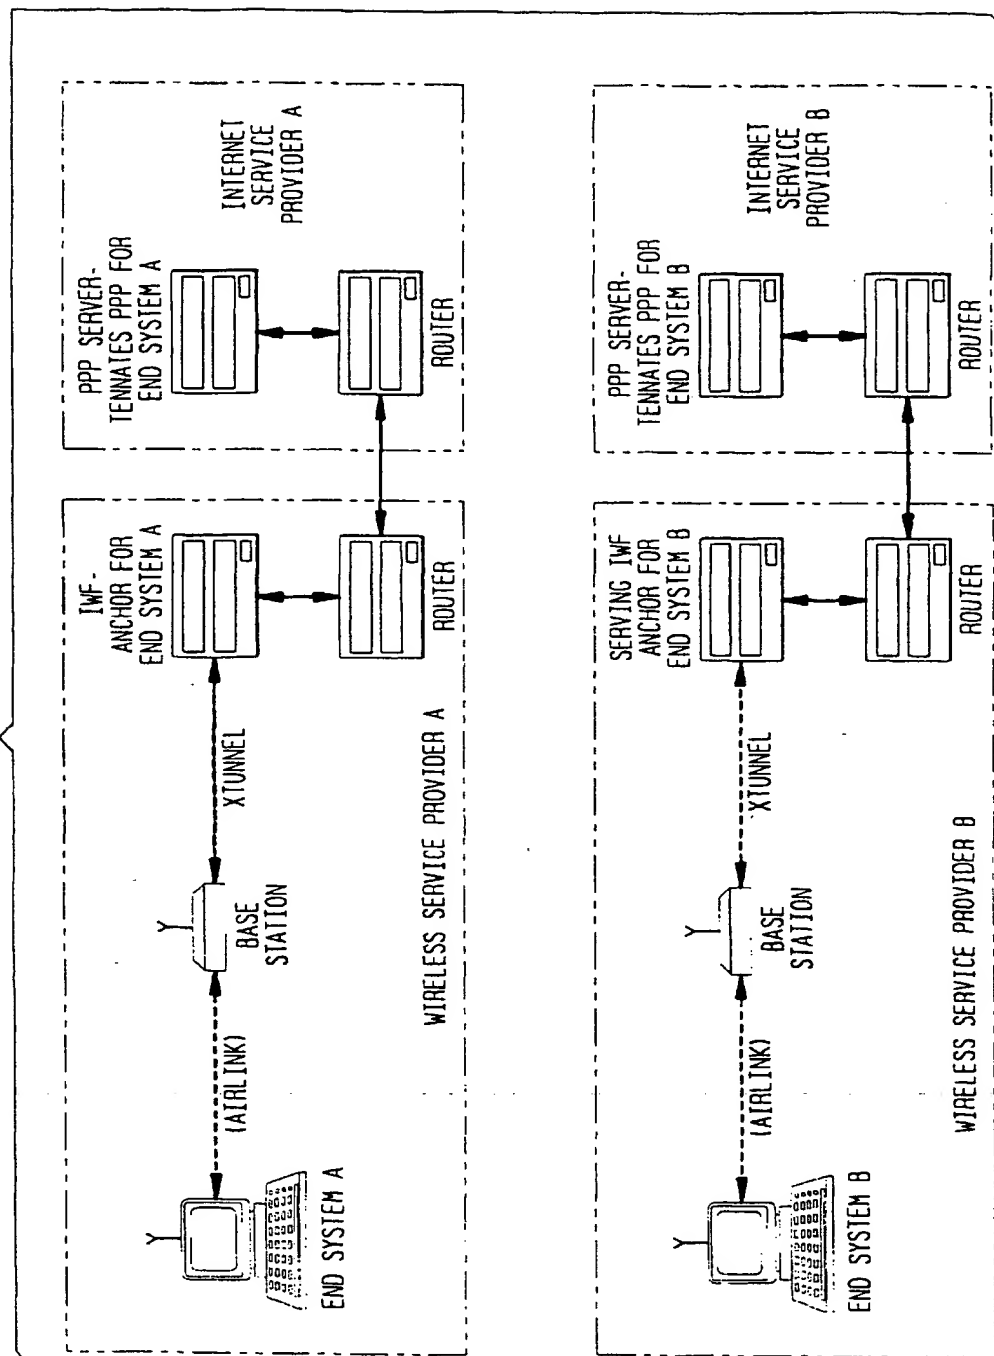 INTERNET
SERVICE
PROVIDER A
PPP SERVER-
TENNATES PPP FOR
END SYSTEM A
ROUTER
IWF-
ANCHOR FOR
END SYSTEM A
ROUTER
XTUNNEL
WIRELESS SERVICE PROVIDER A
BASE
STATION
(AIRLINK)
END SYSTEM A
INTERNET
SERVICE
PROVIDER B
PPP SERVER-
TENNATES PPP FOR
END SYSTEM B
ROUTER
SERVING IWF
ANCHOR FOR
END SYSTEM B
ROUTER
XTUNNEL
WIRELESS SERVICE PROVIDER B
BASE
STATION
(AIRLINK)
END SYSTEM B